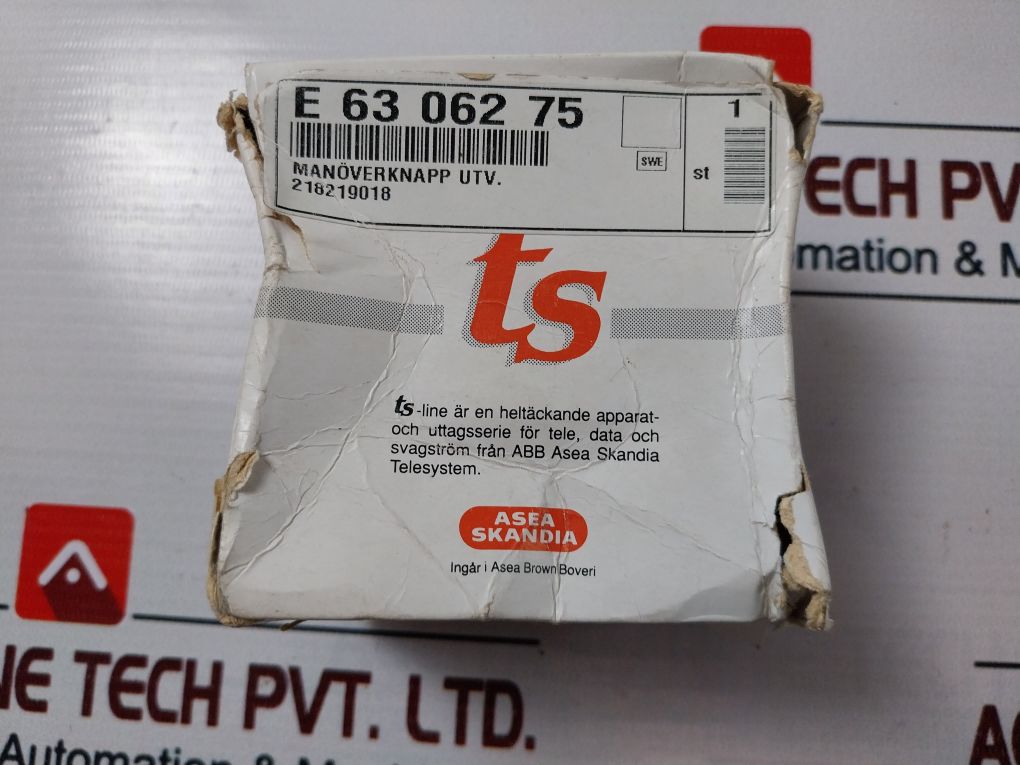 E 63 062 75
1
SWE
st
MANÖVERKNAPP UTV.
218219018
ts
ts-line är en heltäckande apparat-
och uttagsserie för tele, data och
svagström från ABB Asea Skandia
Telesystem.
ASEA
SKANDIA
Ingår i Asea Brown Boveri
ECH PV
mation & M
NE TECH PVT. LTD.
Automation & M